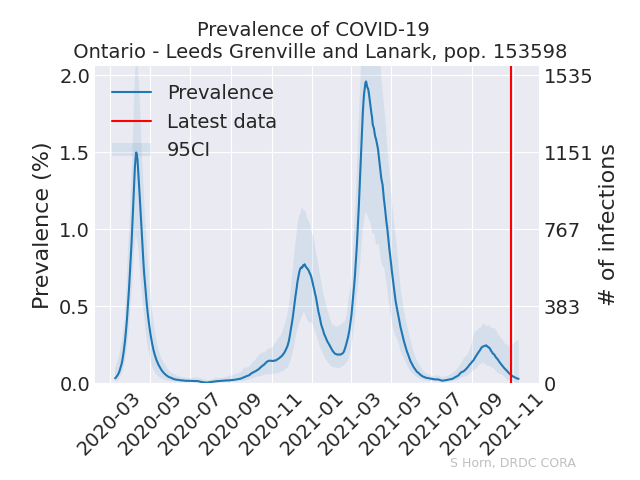 Prevalence of COVID-19
Ontario - Leeds Grenville and Lanark, pop. 153598
Prevalence
Latest data
95CI
Prevalence (%)
2.0
1.5
1.0
0.5
0.0
1535
1151
767
383
0
# of infections
2020-03
2020-05
2020-07
2020-09
2020-11
2021-01
2021-03
2021-05
2021-07
2021-09
2021-11
S Horn, DRDC CORA